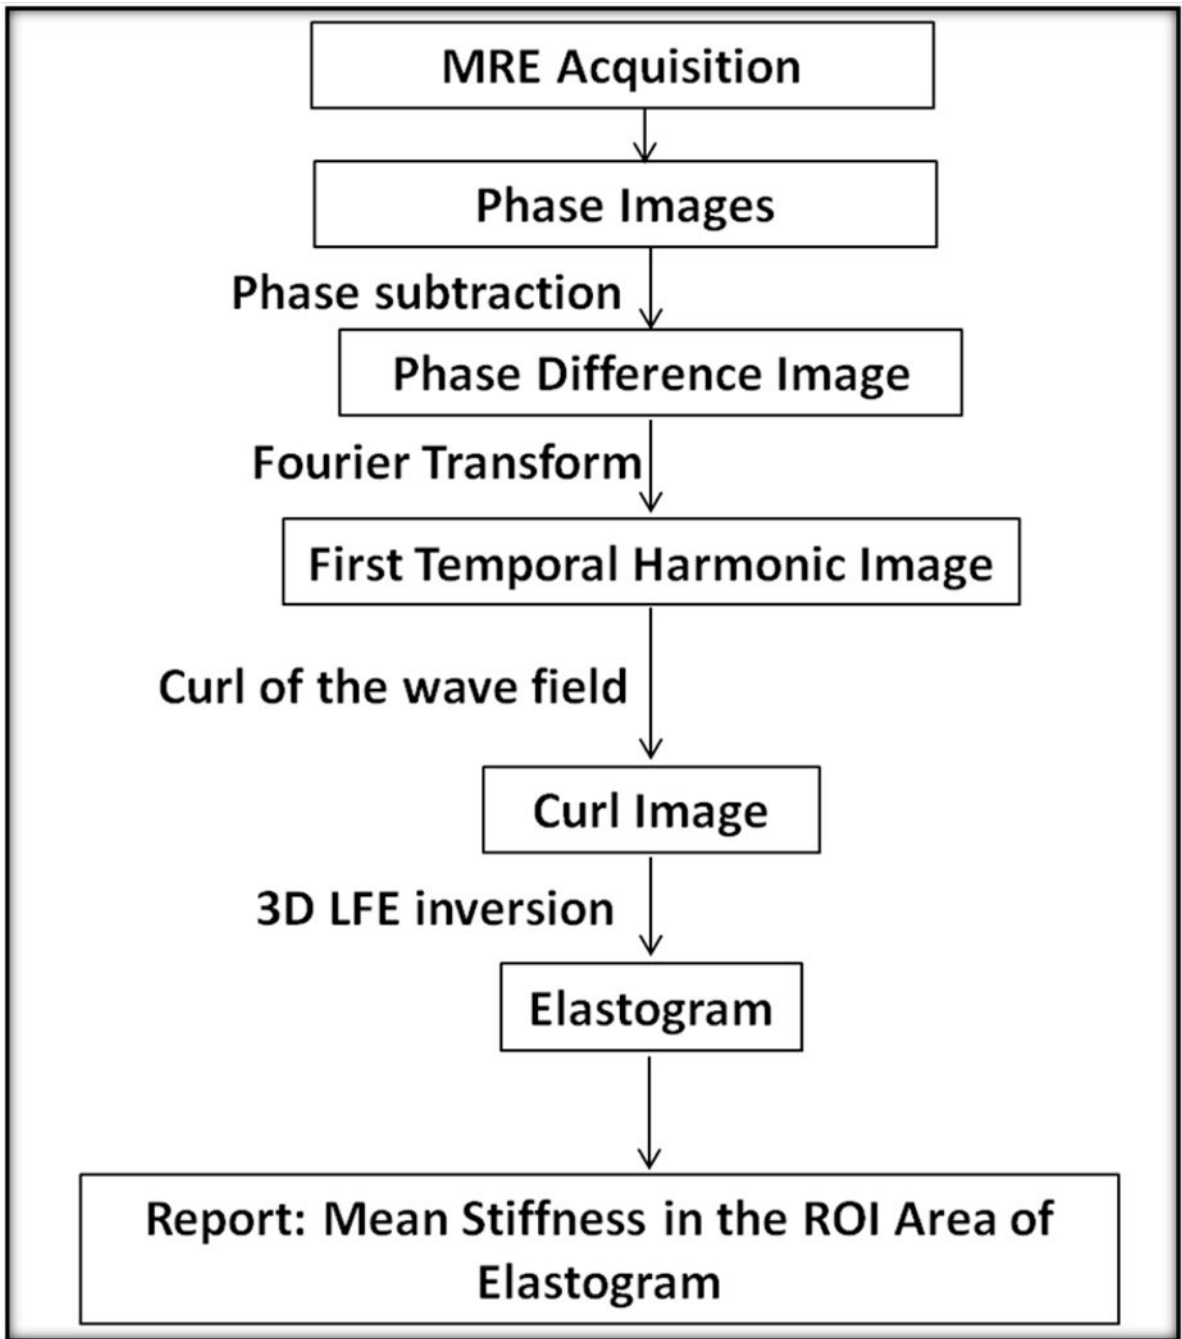 MRE Acquisition
Phase Images
Phase subtraction
Phase Difference Image
Fourier Transform
First Temporal Harmonic Image
Curl of the wave field
Curl Image
3D LFE inversion
Elastogram
Report: Mean Stiffness in the ROI Area of
Elastogram